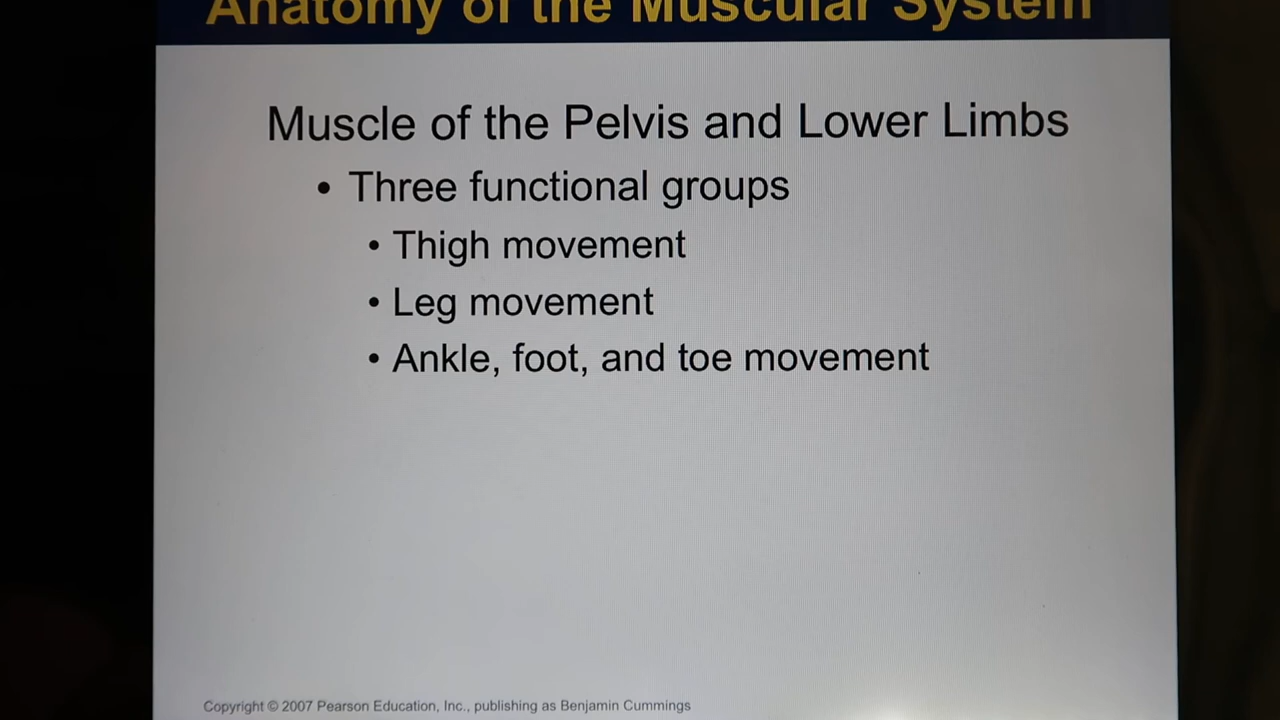 Anatomy of the Muscular System
Muscle of the Pelvis and Lower Limbs
• Three functional groups
• Thigh movement
• Leg movement
• Ankle, foot, and toe movement
Copyright © 2007 Pearson Education, Inc., publishing as Benjamin Cummings